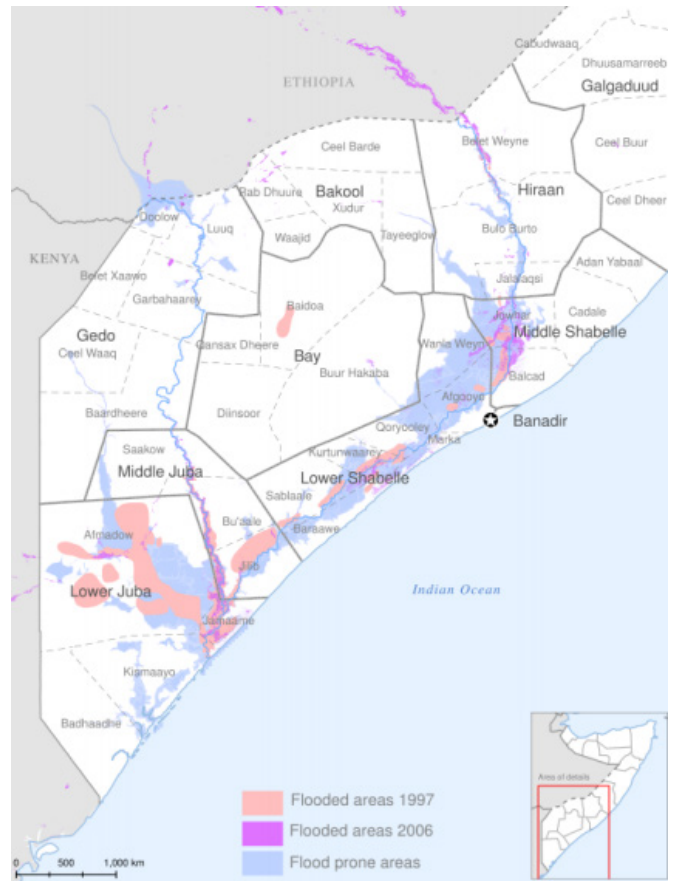 Cabudwaaq
Dhuusamarreeb
ETHIOPIA
Galgaduud
Belet Weyne
Ceel Buur
Ceel Barde
Rab Dhuure
Bakool
Hiraan
Xudur
Ceel Dheer
Doolow
Luuq
Bulo Burto
Waajid
Tayeeglow
KENYA
Adan Yabaal
Belet Xaawo
Jalalaqsi
Garbahaarey
Baidoa
Jowhar
Cadale
Gedo
Middle Shabelle
Qansax Dheere
Wanla Weyn
Ceel Waaq
Bay
Buur Hakaba
Balcad
Afgooye
Baardheere
Diinsoor
Qoryooley
Banadir
Marka
Saakow
Kurtunwaarey
Middle Juba
Lower Shabelle
Sablaale
Bu'aale
Baraawe
Afmadow
Jilib
Lower Juba
Indian Ocean
Jamaame
Kismaayo
Badhaadhe
Area of details
Flooded areas 1997
Flooded areas 2006
Flood prone areas
0 500 1,000 km